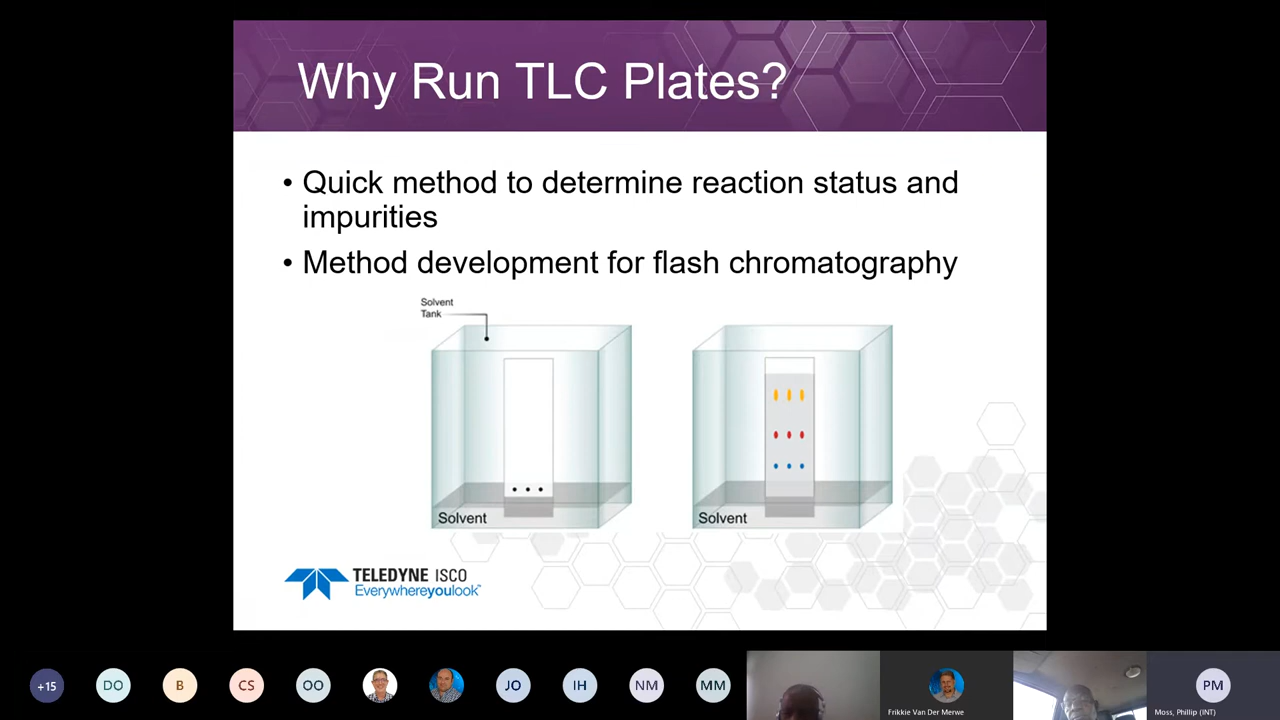 Why Run TLC Plates?
• Quick method to determine reaction status and
impurities
• Method development for flash chromatography
Solvent
Tank
Solvent
Solvent
TELEDYNE ISCO
Everywhereyoulook™
+15
DO
B
CS
OO
JO
IH
NM
MM
Frikkie Van Der Merwe
PM
Moss, Phillip (INT)